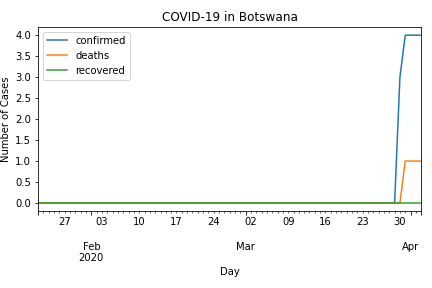 COVID-19 in Botswana
confirmed
deaths
recovered
Number of Cases
4.0
3.5
3.0
2.5
2.0
1.5
1.0
0.5
0.0
27 03 10 17 24 02 09 16 23 30
Feb Mar Apr
2020
Day